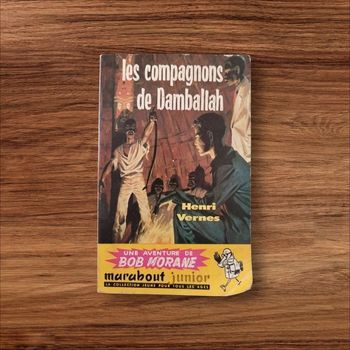 les compagnons
de Damballah
Henri
Vernes
UNE AVENTURE DE
BOB MORANE
marabout junior
LA COLLECTION JEUNE POUR TOUS LES AGES